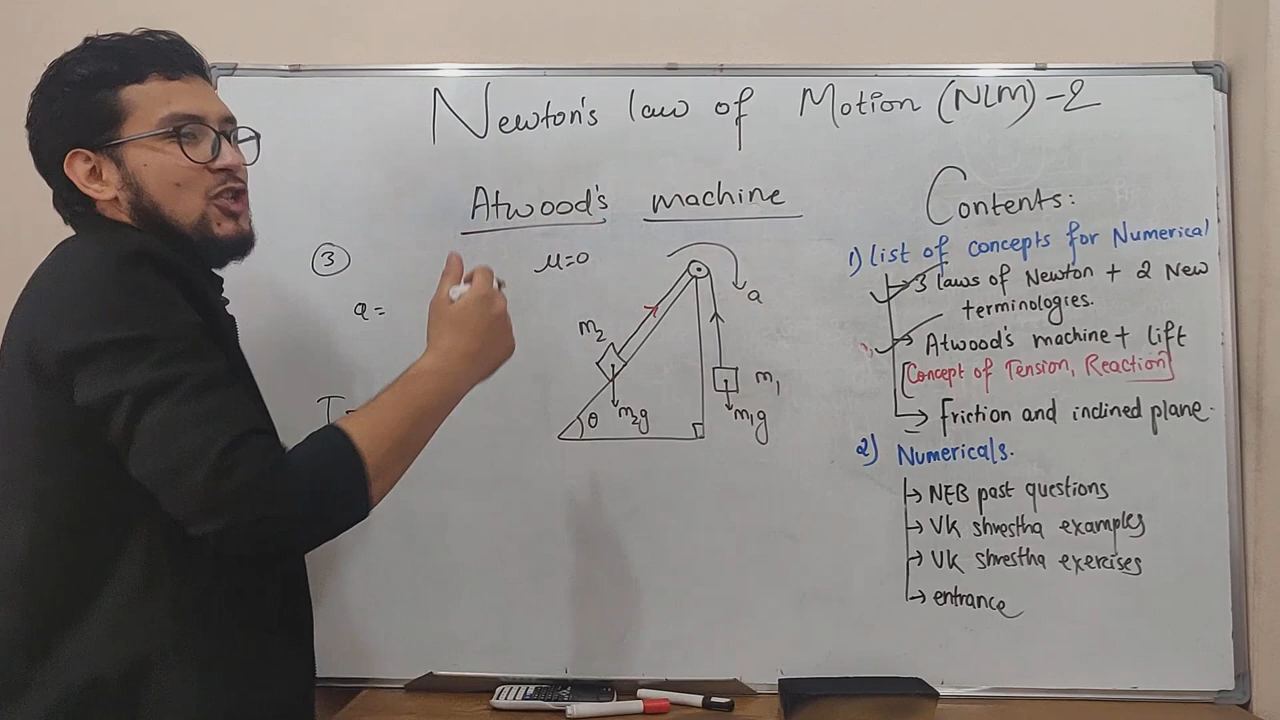 Newton's law of Motion (NLM)-2
Atwood's machine
③
μ=0
a=
T=
a
m₂
m₂g
θ
m₁
m₁g
Contents:
1) list of concepts for Numerical
3 laws of Newton + 2 New
terminologies.
→ Atwood's machine + lift
[Concept of Tension, Reaction]
→ friction and inclined plane.
2) Numericals.
→ NEB past questions
→ VK shrestha examples
→ VK shrestha exercises
→ entrance